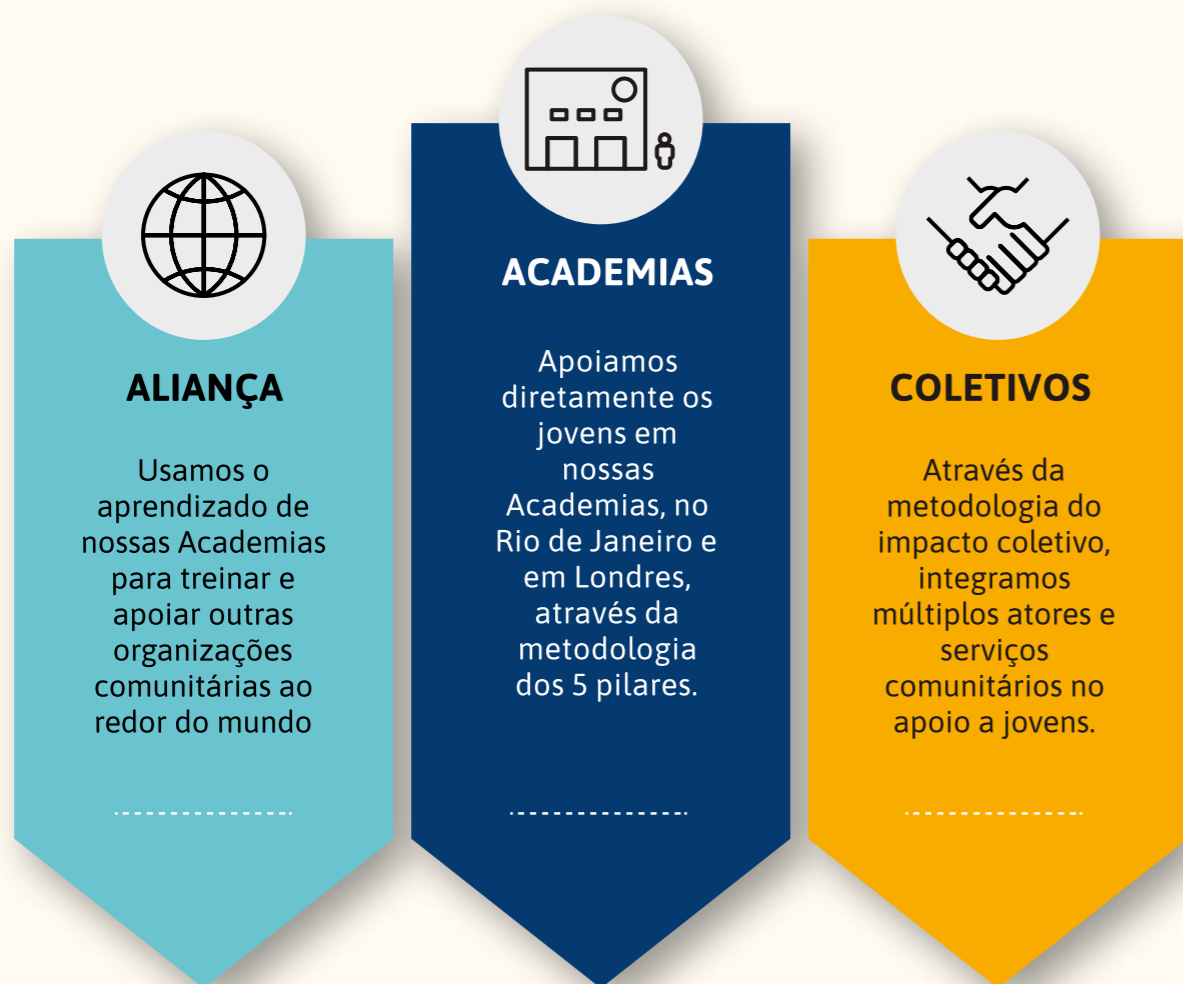 ALIANÇA
Usamos o
aprendizado de
nossas Academias
para treinar e
apoiar outras
organizações
comunitárias ao
redor do mundo
ACADEMIAS
Apoiamos
diretamente os
jovens em
nossas
Academias, no
Rio de Janeiro e
em Londres,
através da
metodologia
dos 5 pilares.
COLETIVOS
Através da
metodologia do
impacto coletivo,
integramos
múltiplos atores e
serviços
comunitários no
apoio a jovens.